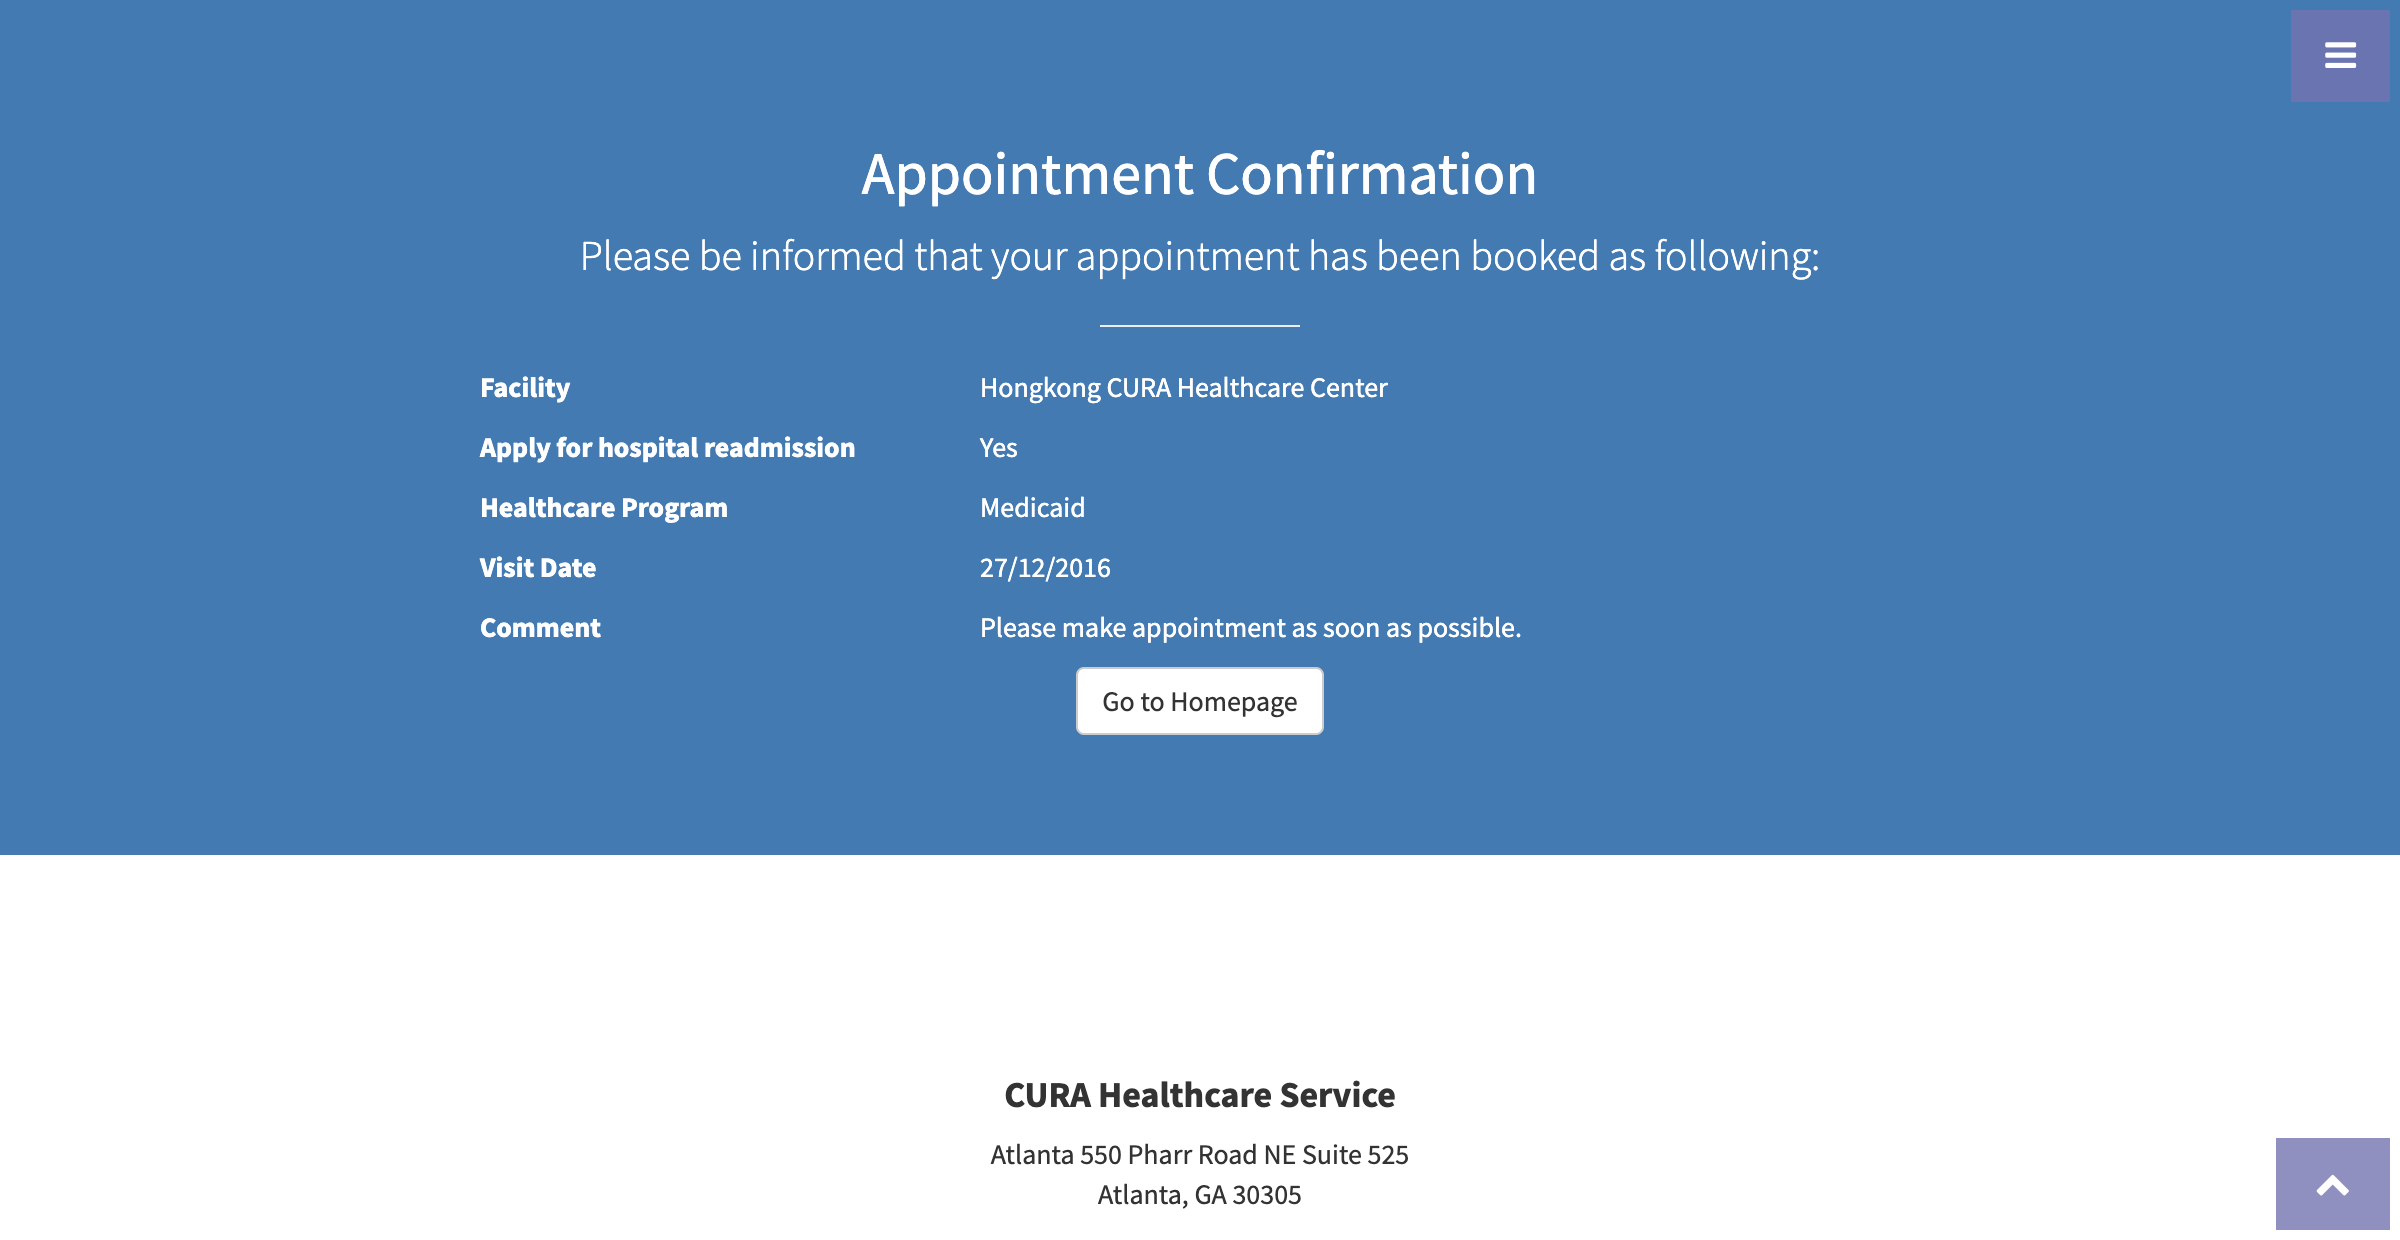 Appointment Confirmation
Please be informed that your appointment has been booked as following:
Facility Hongkong CURA Healthcare Center
Apply for hospital readmission Yes
Healthcare Program Medicaid
Visit Date 27/12/2016
Comment Please make appointment as soon as possible.
Go to Homepage
CURA Healthcare Service
Atlanta 550 Pharr Road NE Suite 525
Atlanta, GA 30305